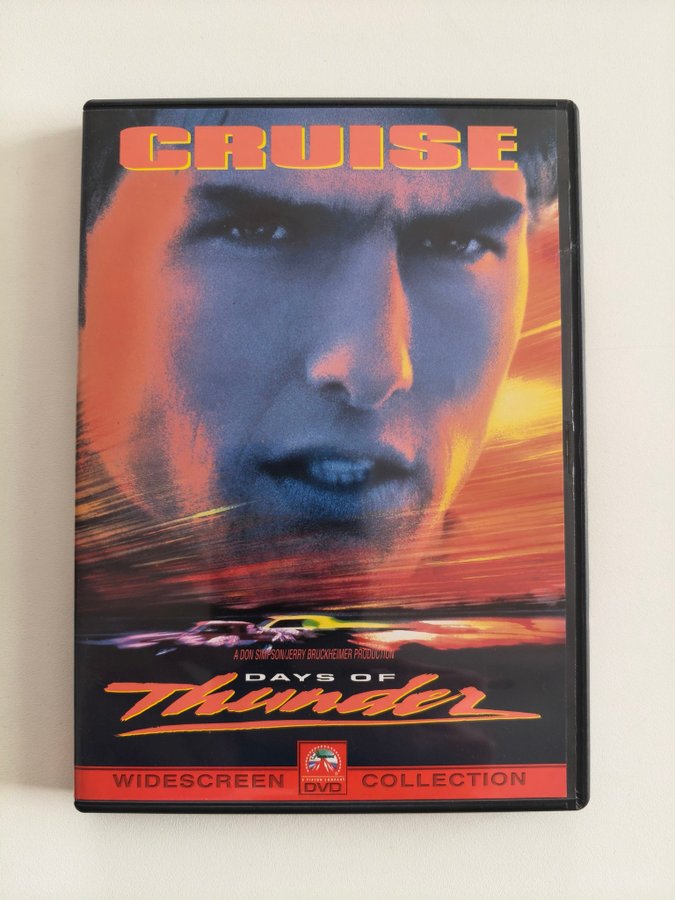 CRUISE
A DON SIMPSON/JERRY BRUCKHEIMER PRODUCTION
DAYS OF
Thunder
WIDESCREEN COLLECTION
DVD